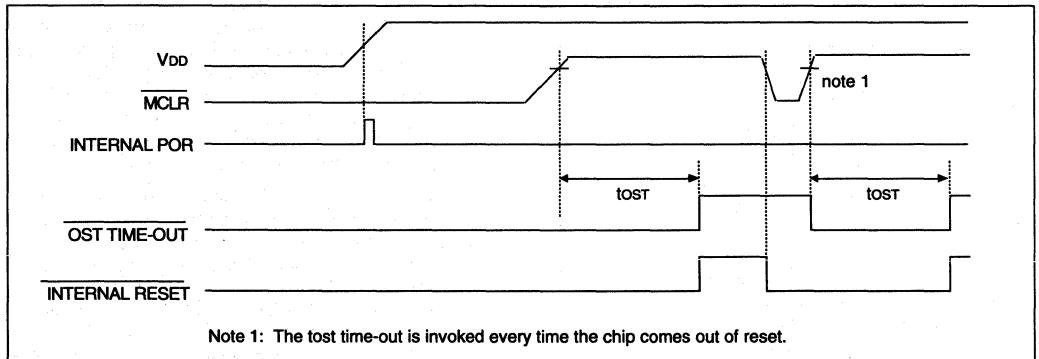 VDD
MCLR
note 1
INTERNAL POR
tOST
tOST
OST TIME-OUT
INTERNAL RESET
Note 1: The tost time-out is invoked every time the chip comes out of reset.